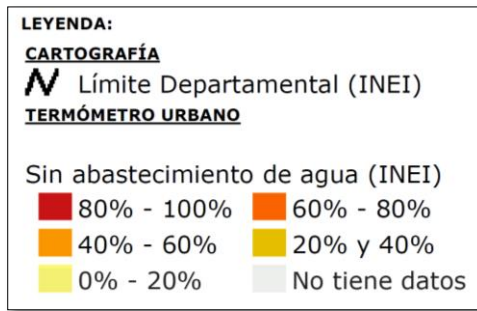 LEYENDA:
CARTOGRAFÍA
Límite Departamental (INEI)
TERMÓMETRO URBANO
Sin abastecimiento de agua (INEI)
80% - 100% 60% - 80%
40% - 60% 20% y 40%
0% - 20% No tiene datos